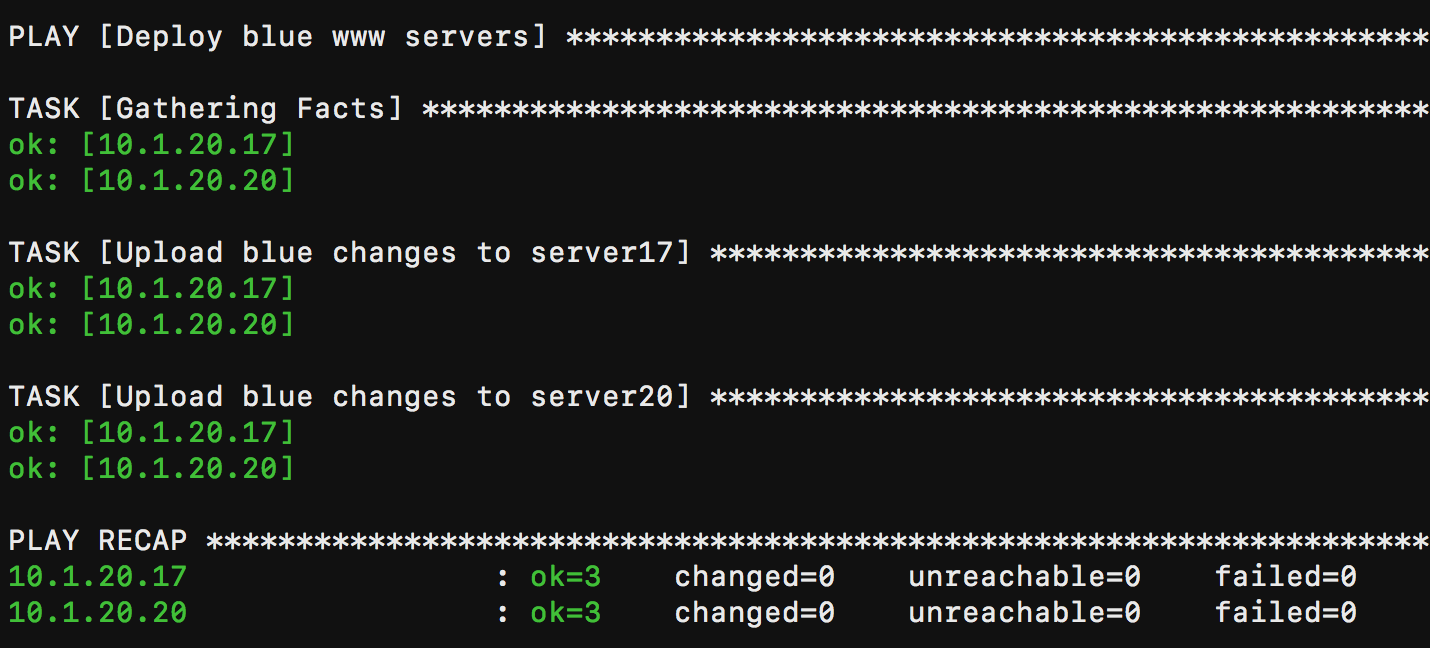 PLAY [Deploy blue www servers] ************************************************
TASK [Gathering Facts] ********************************************************
ok: [10.1.20.17]
ok: [10.1.20.20]
TASK [Upload blue changes to server17] ****************************************
ok: [10.1.20.17]
ok: [10.1.20.20]
TASK [Upload blue changes to server20] ****************************************
ok: [10.1.20.17]
ok: [10.1.20.20]
PLAY RECAP ********************************************************************
10.1.20.17 : ok=3 changed=0 unreachable=0 failed=0
10.1.20.20 : ok=3 changed=0 unreachable=0 failed=0